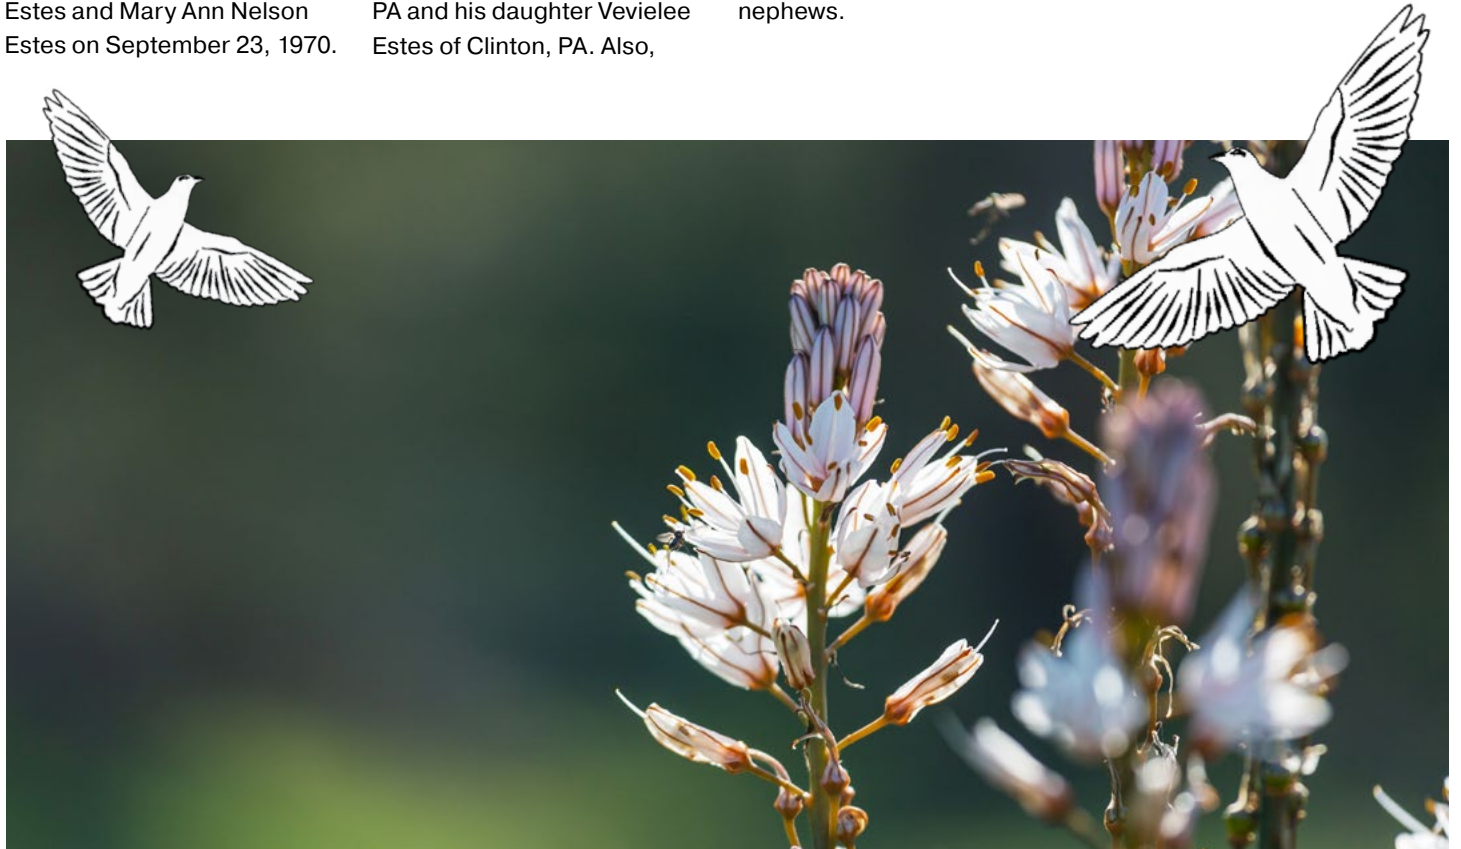 Estes and Mary Ann Nelson
Estes on September 23, 1970.
PA and his daughter Vevielee
Estes of Clinton, PA. Also,
nephews.